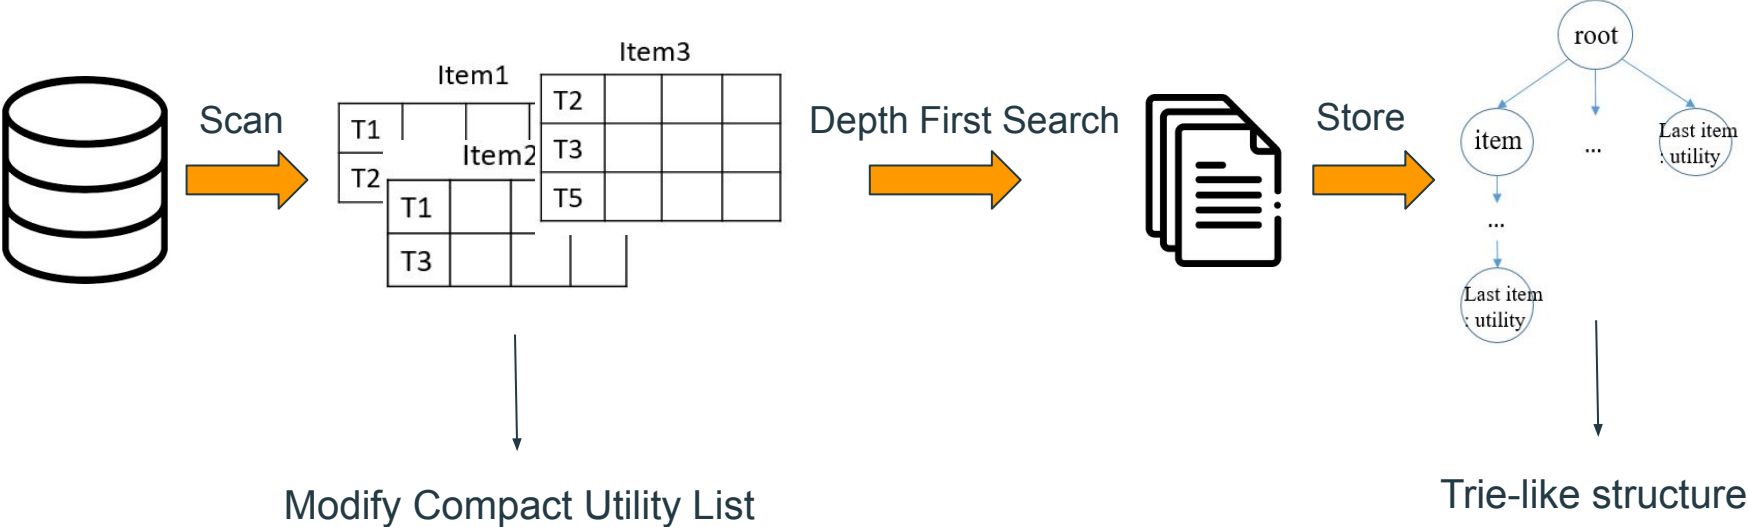 Scan
Item1
T1
T2
Item2
T1
T3
Item3
T2
T3
T5
Depth First Search
Store
root
item
...
Last item
: utility
...
Last item
: utility
Modify Compact Utility List
Trie-like structure